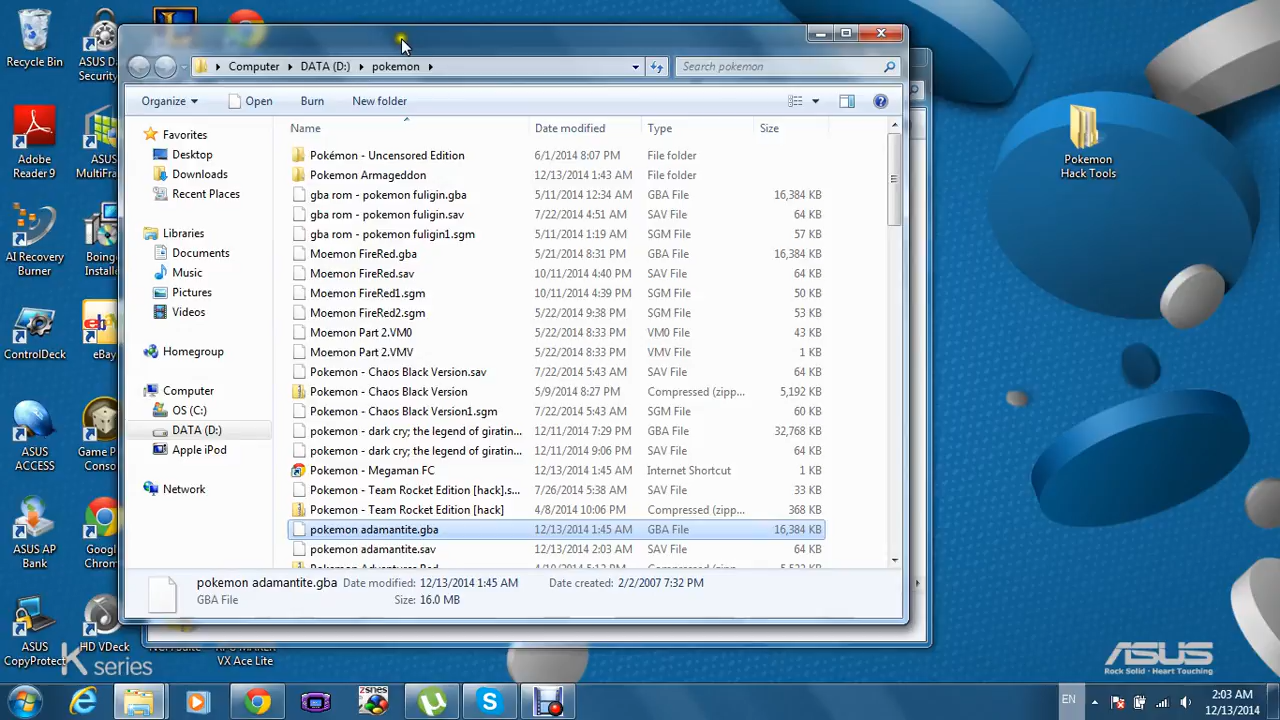 Recycle Bin
ASUS D
Security
Adobe
Reader 9
ASUS
MultiFra
AI Recovery
Burner
Boing
Installe
ControlDeck
eBay
ASUS
ACCESS
Game P
Conso
ASUS AP
Bank
Googl
Chrom
ASUS
CopyProtect
HD VDeck
VX Ace Lite
K series
Computer
DATA (D:)
pokemon
Search pokemon
Organize
Open
Burn
New folder
Favorites
Desktop
Downloads
Recent Places
Libraries
Documents
Music
Pictures
Videos
Homegroup
Computer
OS (C:)
DATA (D:)
Apple iPod
Network
Name Date modified Type Size
Pokémon - Uncensored Edition 6/1/2014 8:07 PM File folder
Pokemon Armageddon 12/13/2014 1:43 AM File folder
gba rom - pokemon fuligin.gba 5/11/2014 12:34 AM GBA File 16,384 KB
gba rom - pokemon fuligin.sav 7/22/2014 4:51 AM SAV File 64 KB
gba rom - pokemon fuligin1.sgm 5/11/2014 1:19 AM SGM File 57 KB
Moemon FireRed.gba 5/21/2014 8:31 PM GBA File 16,384 KB
Moemon FireRed.sav 10/11/2014 4:40 PM SAV File 64 KB
Moemon FireRed1.sgm 10/11/2014 4:39 PM SGM File 50 KB
Moemon FireRed2.sgm 5/22/2014 9:38 PM SGM File 53 KB
Moemon Part 2.VM0 5/22/2014 8:33 PM VM0 File 43 KB
Moemon Part 2.VMV 5/22/2014 8:33 PM VMV File 1 KB
Pokemon - Chaos Black Version.sav 7/22/2014 5:43 AM SAV File 64 KB
Pokemon - Chaos Black Version 5/9/2014 8:27 PM Compressed (zipp... 5,192 KB
Pokemon - Chaos Black Version1.sgm 7/22/2014 5:43 AM SGM File 60 KB
pokemon - dark cry; the legend of giratin... 12/11/2014 7:29 PM GBA File 32,768 KB
pokemon - dark cry; the legend of giratin... 12/11/2014 9:06 PM SAV File 64 KB
Pokemon - Megaman FC 12/13/2014 1:45 AM Internet Shortcut 1 KB
Pokemon - Team Rocket Edition [hack].s... 7/26/2014 5:38 AM SAV File 33 KB
Pokemon - Team Rocket Edition [hack] 4/8/2014 10:06 PM Compressed (zipp... 368 KB
pokemon adamantite.gba 12/13/2014 1:45 AM GBA File 16,384 KB
pokemon adamantite.sav 12/13/2014 2:03 AM SAV File 64 KB
pokemon adamantite.gba Date modified: 12/13/2014 1:45 AM Date created: 2/2/2007 7:32 PM
GBA File Size: 16.0 MB
Pokemon
Hack Tools
ASUS
Rock Solid · Heart Touching
zsnes
EN
2:03 AM
12/13/2014